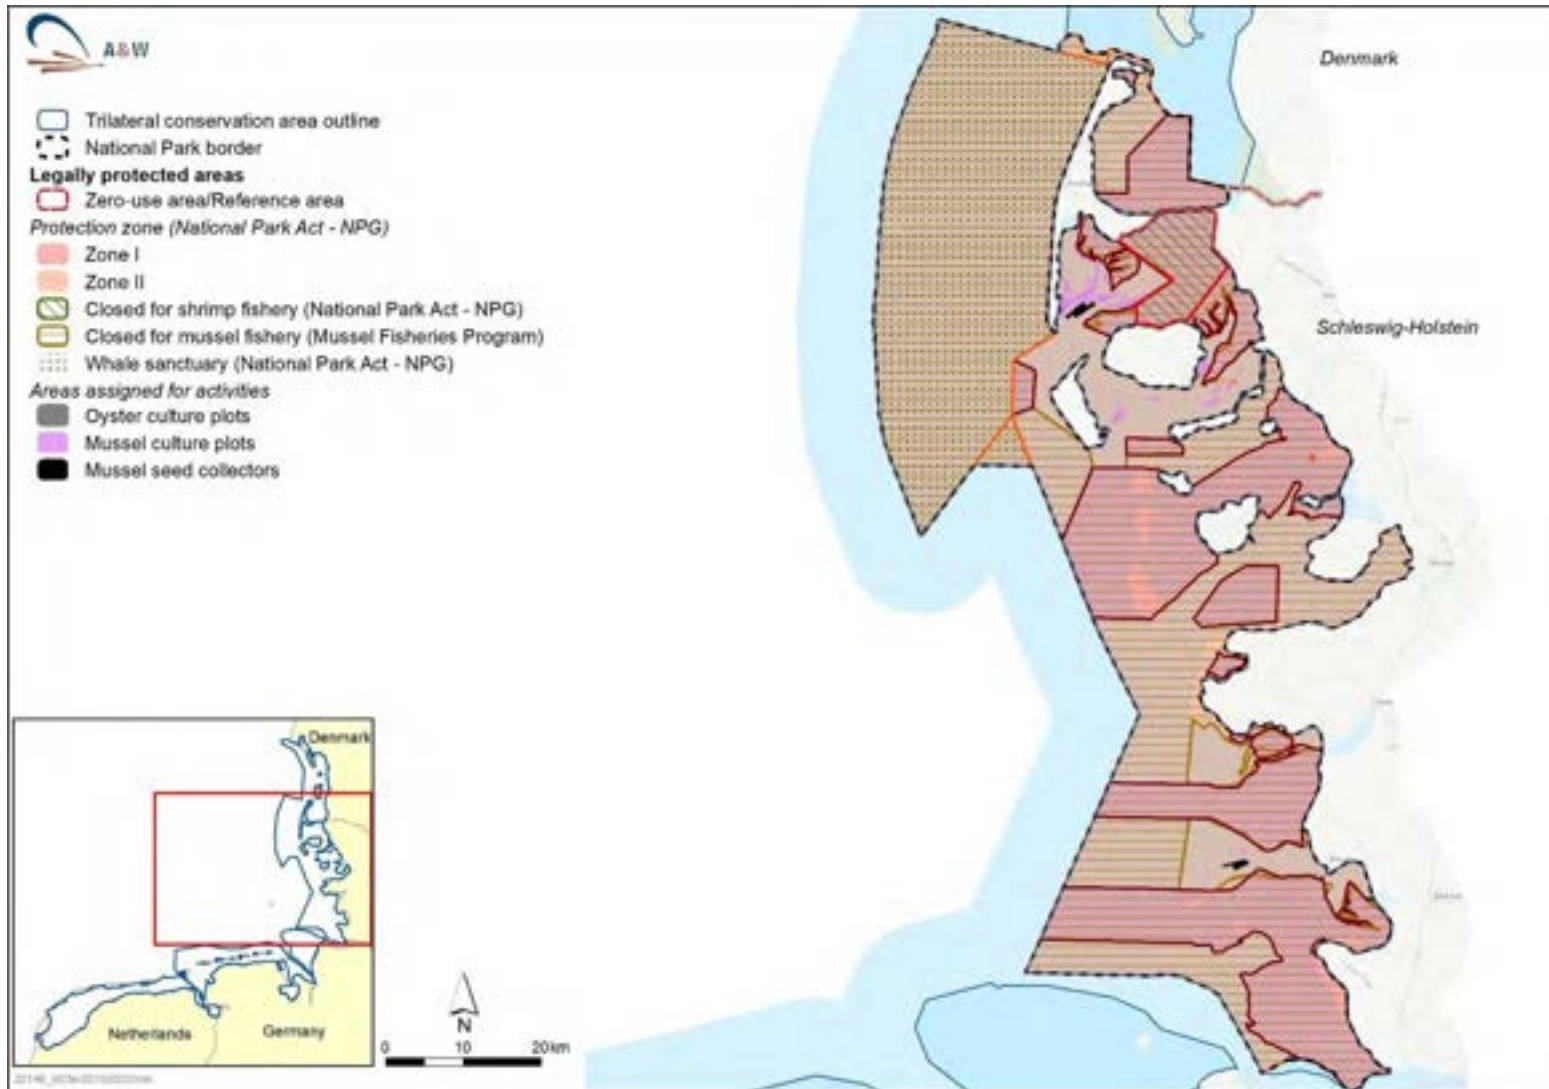 A&W
Denmark
Trilateral conservation area outline
National Park border
Legally protected areas
Zero-use area/Reference area
Protection zone (National Park Act - NPG)
Zone I
Zone II
Closed for shrimp fishery (National Park Act - NPG)
Closed for mussel fishery (Mussel Fisheries Program)
Whale sanctuary (National Park Act - NPG)
Areas assigned for activities
Oyster culture plots
Mussel culture plots
Mussel seed collectors
Schleswig-Holstein
Denmark
Netherlands
Germany
N
0 10 20 km